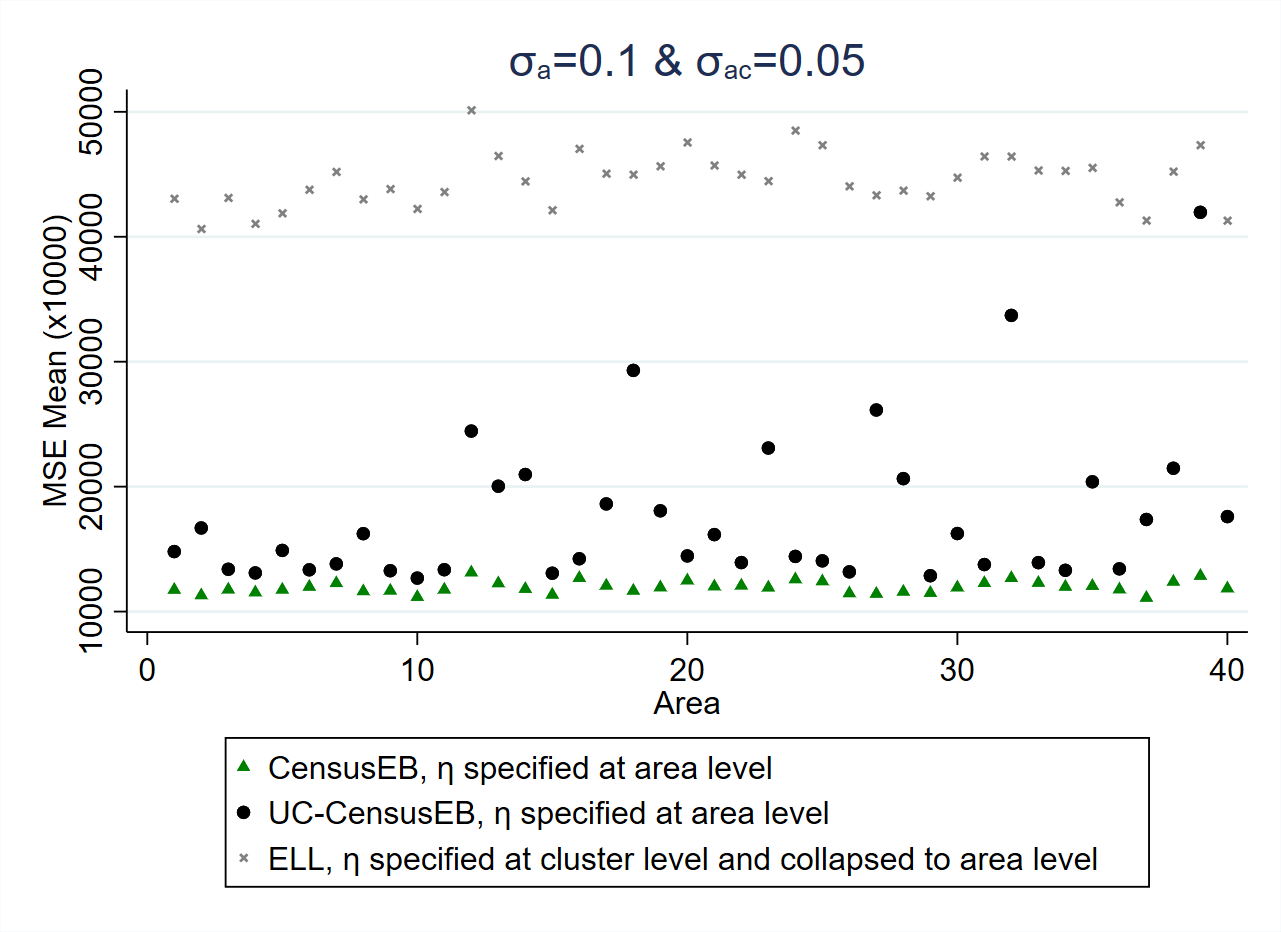 σₐ=0.1 & σₐc=0.05
MSE Mean (x10000)
50000
40000
30000
20000
10000
0 10 20 30 40
Area
CensusEB, η specified at area level
UC-CensusEB, η specified at area level
ELL, η specified at cluster level and collapsed to area level